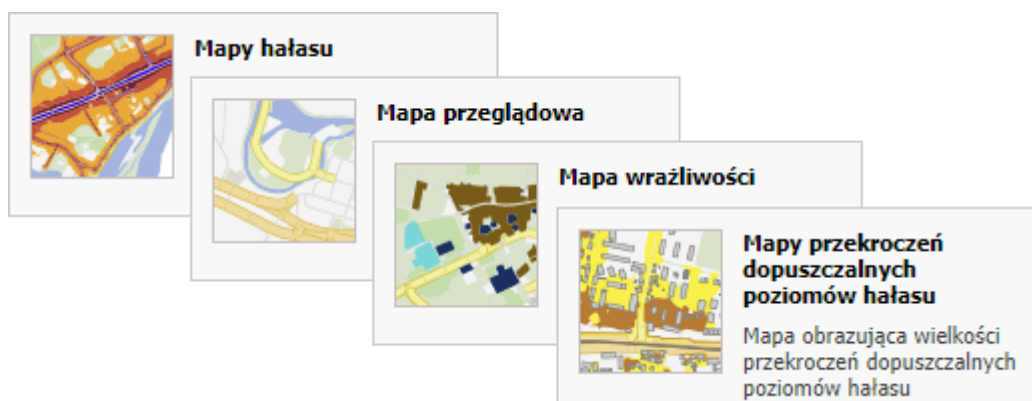 Mapy hałasu
Mapa przeglądowa
Mapa wrażliwości
Mapy przekroczeń
dopuszczalnych
poziomów hałasu
Mapa obrazująca wielkości
przekroczeń dopuszczalnych
poziomów hałasu